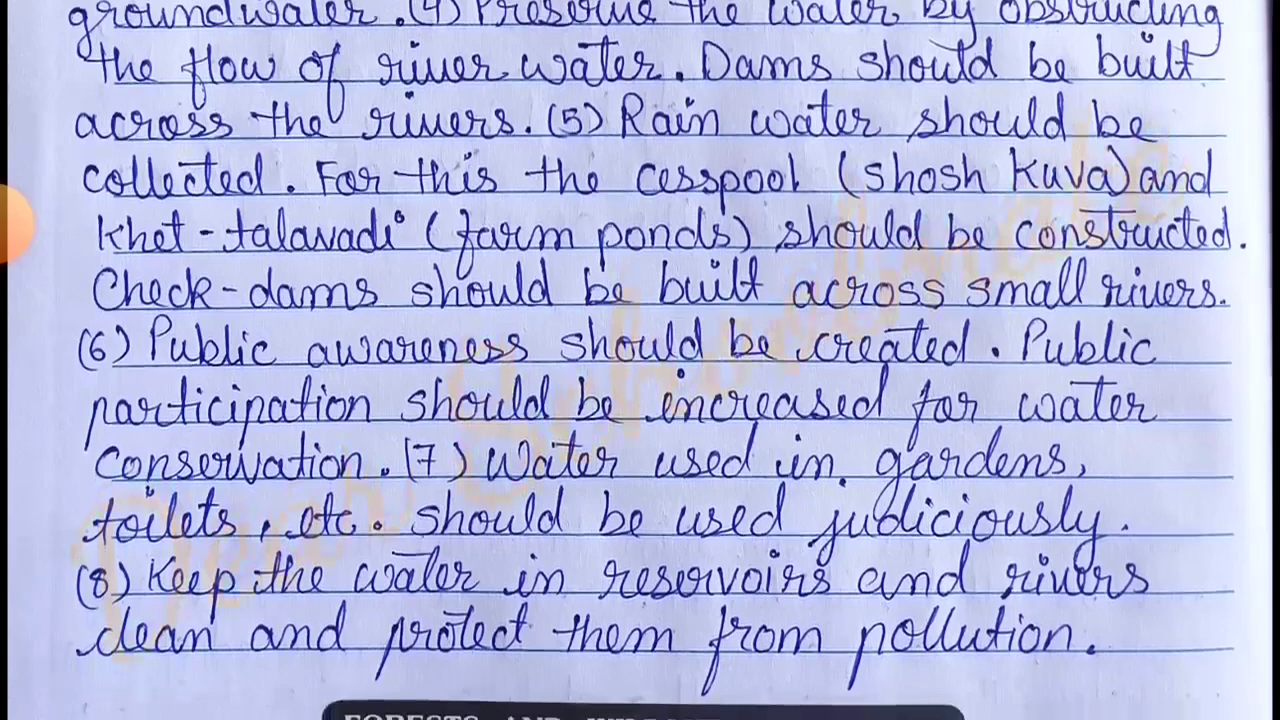 groundwater. (4) Preserve the water by obstructing
the flow of river water. Dams should be built
across the rivers. (5) Rain water should be
collected. For this the cesspool (shosh Kuva) and
Khet-talavadi (farm ponds) should be constructed.
Check-dams should be built across small rivers.
(6) Public awareness should be created. Public
participation should be increased for water
conservation. (7) Water used in gardens,
toilets, etc. should be used judiciously.
(8) Keep the water in reservoirs and rivers
clean and protect them from pollution.
FORESTS AND